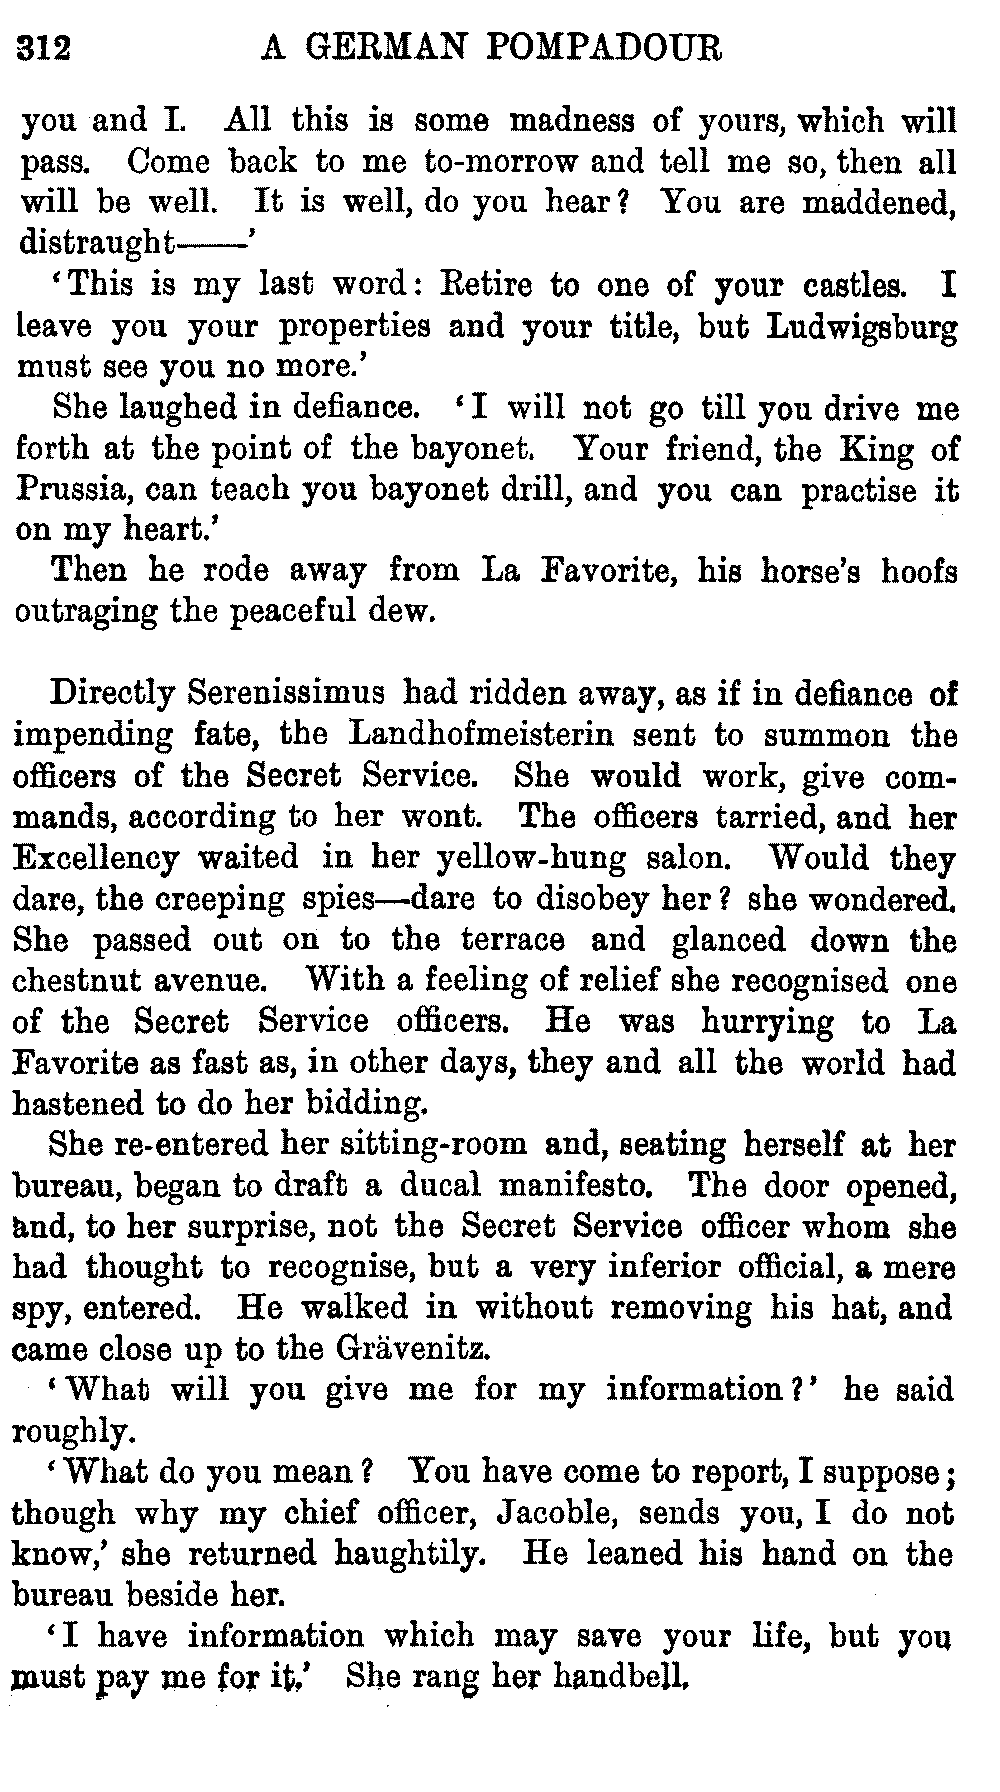 312 A GERMAN POMPADOUR
you and I. All this is some madness of yours, which will
pass. Come back to me to-morrow and tell me so, then all
will be well. It is well, do you hear? You are maddened,
distraught——'
'This is my last word: Retire to one of your castles. I
leave you your properties and your title, but Ludwigsburg
must see you no more.'
She laughed in defiance. 'I will not go till you drive me
forth at the point of the bayonet. Your friend, the King of
Prussia, can teach you bayonet drill, and you can practise it
on my heart.'
Then he rode away from La Favorite, his horse's hoofs
outraging the peaceful dew.
Directly Serenissimus had ridden away, as if in defiance of
impending fate, the Landhofmeisterin sent to summon the
officers of the Secret Service. She would work, give com-
mands, according to her wont. The officers tarried, and her
Excellency waited in her yellow-hung salon. Would they
dare, the creeping spies—dare to disobey her? she wondered.
She passed out on to the terrace and glanced down the
chestnut avenue. With a feeling of relief she recognised one
of the Secret Service officers. He was hurrying to La
Favorite as fast as, in other days, they and all the world had
hastened to do her bidding.
She re-entered her sitting-room and, seating herself at her
bureau, began to draft a ducal manifesto. The door opened,
and, to her surprise, not the Secret Service officer whom she
had thought to recognise, but a very inferior official, a mere
spy, entered. He walked in without removing his hat, and
came close up to the Grävenitz.
'What will you give me for my information?' he said
roughly.
'What do you mean? You have come to report, I suppose;
though why my chief officer, Jacoble, sends you, I do not
know,' she returned haughtily. He leaned his hand on the
bureau beside her.
'I have information which may save your life, but you
must pay me for it.' She rang her handbell.